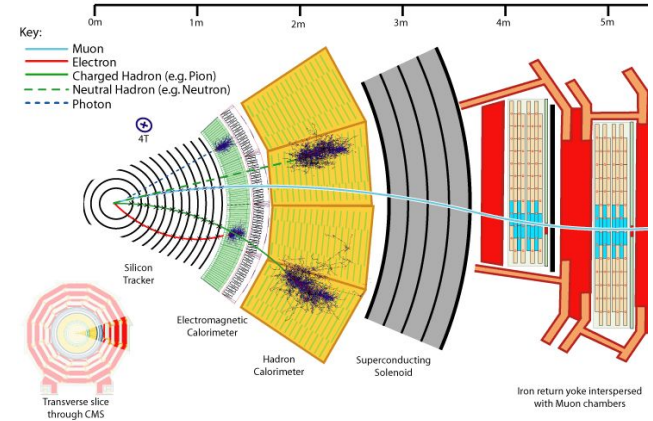 0m 1m 2m 3m 4m 5m
Key:
Muon
Electron
Charged Hadron (e.g. Pion)
Neutral Hadron (e.g. Neutron)
Photon
4T
Silicon
Tracker
Electromagnetic
Calorimeter
Hadron
Calorimeter
Superconducting
Solenoid
Iron return yoke interspersed
with Muon chambers
Transverse slice
through CMS